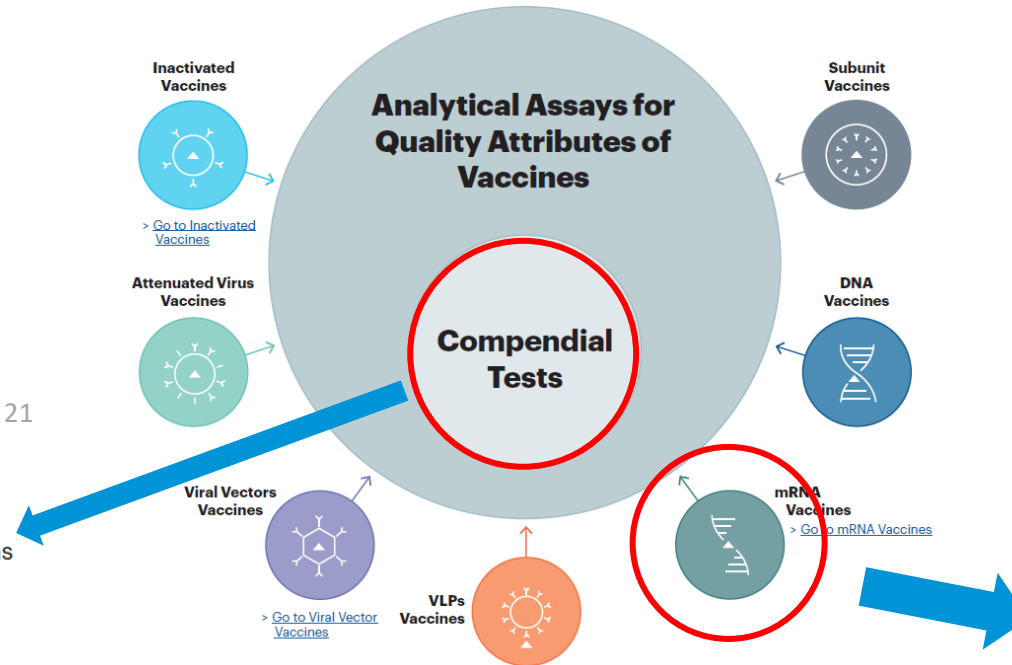 Inactivated
Vaccines
> Go to Inactivated
Vaccines
Analytical Assays for
Quality Attributes of
Vaccines
Subunit
Vaccines
Attenuated Virus
Vaccines
Compendial
Tests
DNA
Vaccines
21
Viral Vectors
Vaccines
> Go to Viral Vector
Vaccines
VLPs
Vaccines
mRNA
Vaccines
> Go to mRNA Vaccines